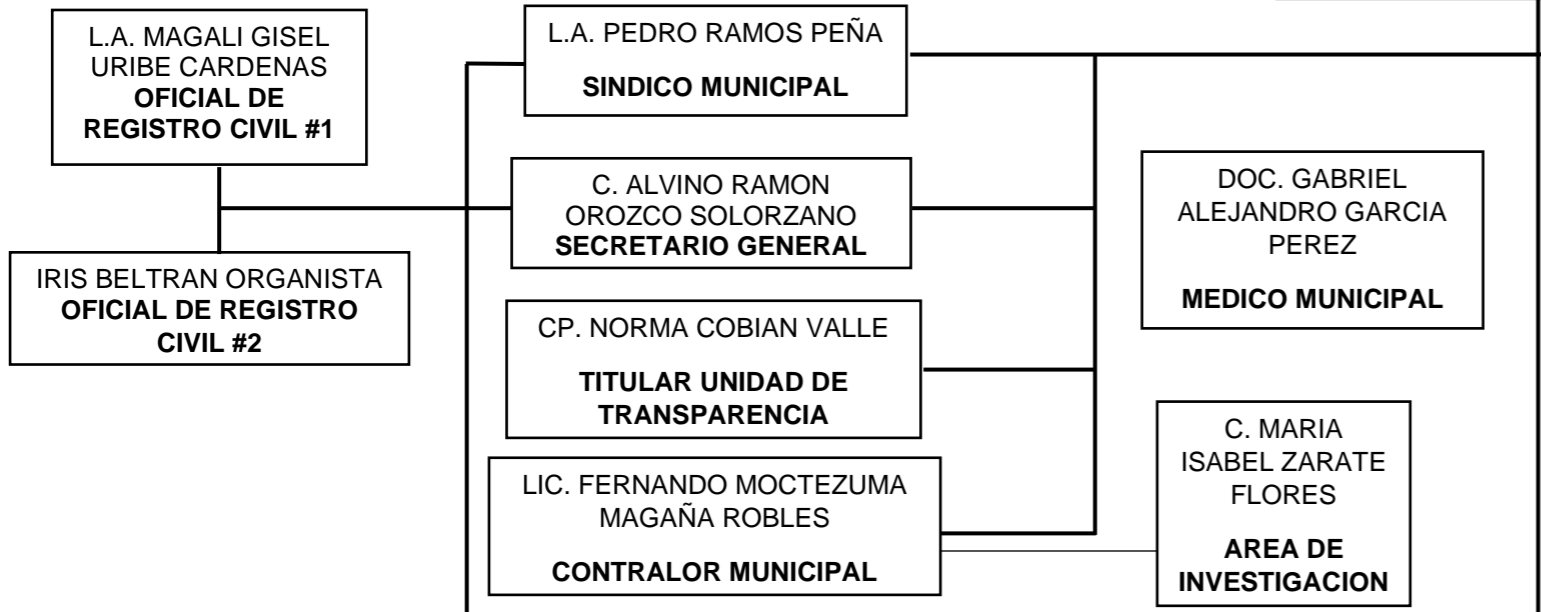 L.A. MAGALI GISEL
URIBE CARDENAS
OFICIAL DE
REGISTRO CIVIL #1
IRIS BELTRAN ORGANISTA
OFICIAL DE REGISTRO
CIVIL #2
L.A. PEDRO RAMOS PEÑA
SINDICO MUNICIPAL
C. ALVINO RAMON
OROZCO SOLORZANO
SECRETARIO GENERAL
CP. NORMA COBIAN VALLE
TITULAR UNIDAD DE
TRANSPARENCIA
LIC. FERNANDO MOCTEZUMA
MAGAÑA ROBLES
CONTRALOR MUNICIPAL
DOC. GABRIEL
ALEJANDRO GARCIA
PEREZ
MEDICO MUNICIPAL
C. MARIA
ISABEL ZARATE
FLORES
AREA DE
INVESTIGACION